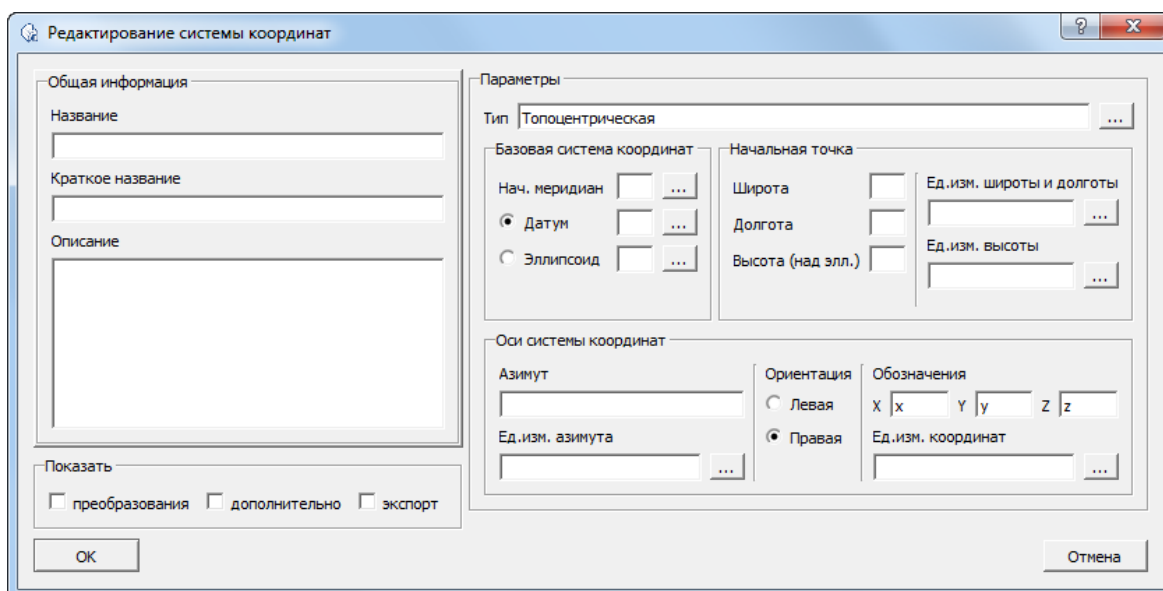 Редактирование системы координат
Общая информация
Название
Краткое название
Описание
Показать
преобразования дополнительно экспорт
OK
Параметры
Тип Топоцентрическая ...
Базовая система координат
Нач. меридиан ...
Датум ...
Эллипсоид ...
Начальная точка
Широта
Долгота
Высота (над элл.)
Ед.изм. широты и долготы
...
Ед.изм. высоты
...
Оси системы координат
Азимут
Ед.изм. азимута
...
Ориентация
Левая
Правая
Обозначения
X x Y y Z z
Ед.изм. координат
...
Отмена